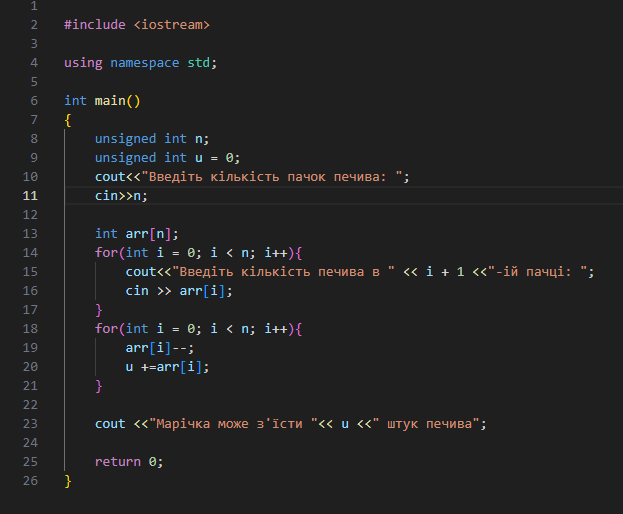 1
2 #include <iostream>
3
4 using namespace std;
5
6 int main()
7 {
8     unsigned int n;
9     unsigned int u = 0;
10     cout<<"Введіть кількість пачок печива: ";
11     cin>>n;
12
13     int arr[n];
14     for(int i = 0; i < n; i++){
15         cout<<"Введіть кількість печива в " << i + 1 <<"-ій пачці: ";
16         cin >> arr[i];
17     }
18     for(int i = 0; i < n; i++){
19         arr[i]--;
20         u +=arr[i];
21     }
22
23     cout <<"Марічка може з'їсти "<< u <<" штук печива";
24
25     return 0;
26 }